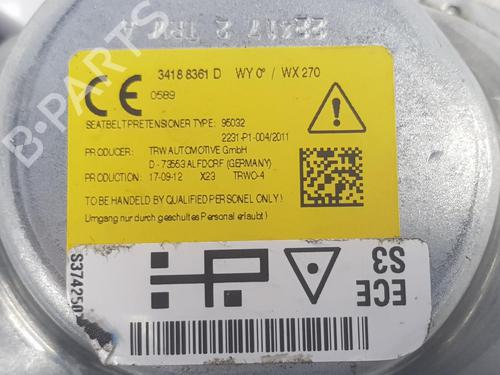 B-PARTS
3418 8361 D WY 0° / WX 270
CE
0589
SEATBELTPRETENSIONER TYPE: 95032
2231-P1-004/2011
PRODUCER: TRW AUTOMOTIVE GmbH
D - 73553 ALFDORF (GERMANY)
PRODUCTION: 17-09-12 X23 TRWO-4
TO BE HANDLED BY QUALIFIED PERSONEL ONLY !
Umgang nur durch geschultes Personal erlaubt !
ECE
S3